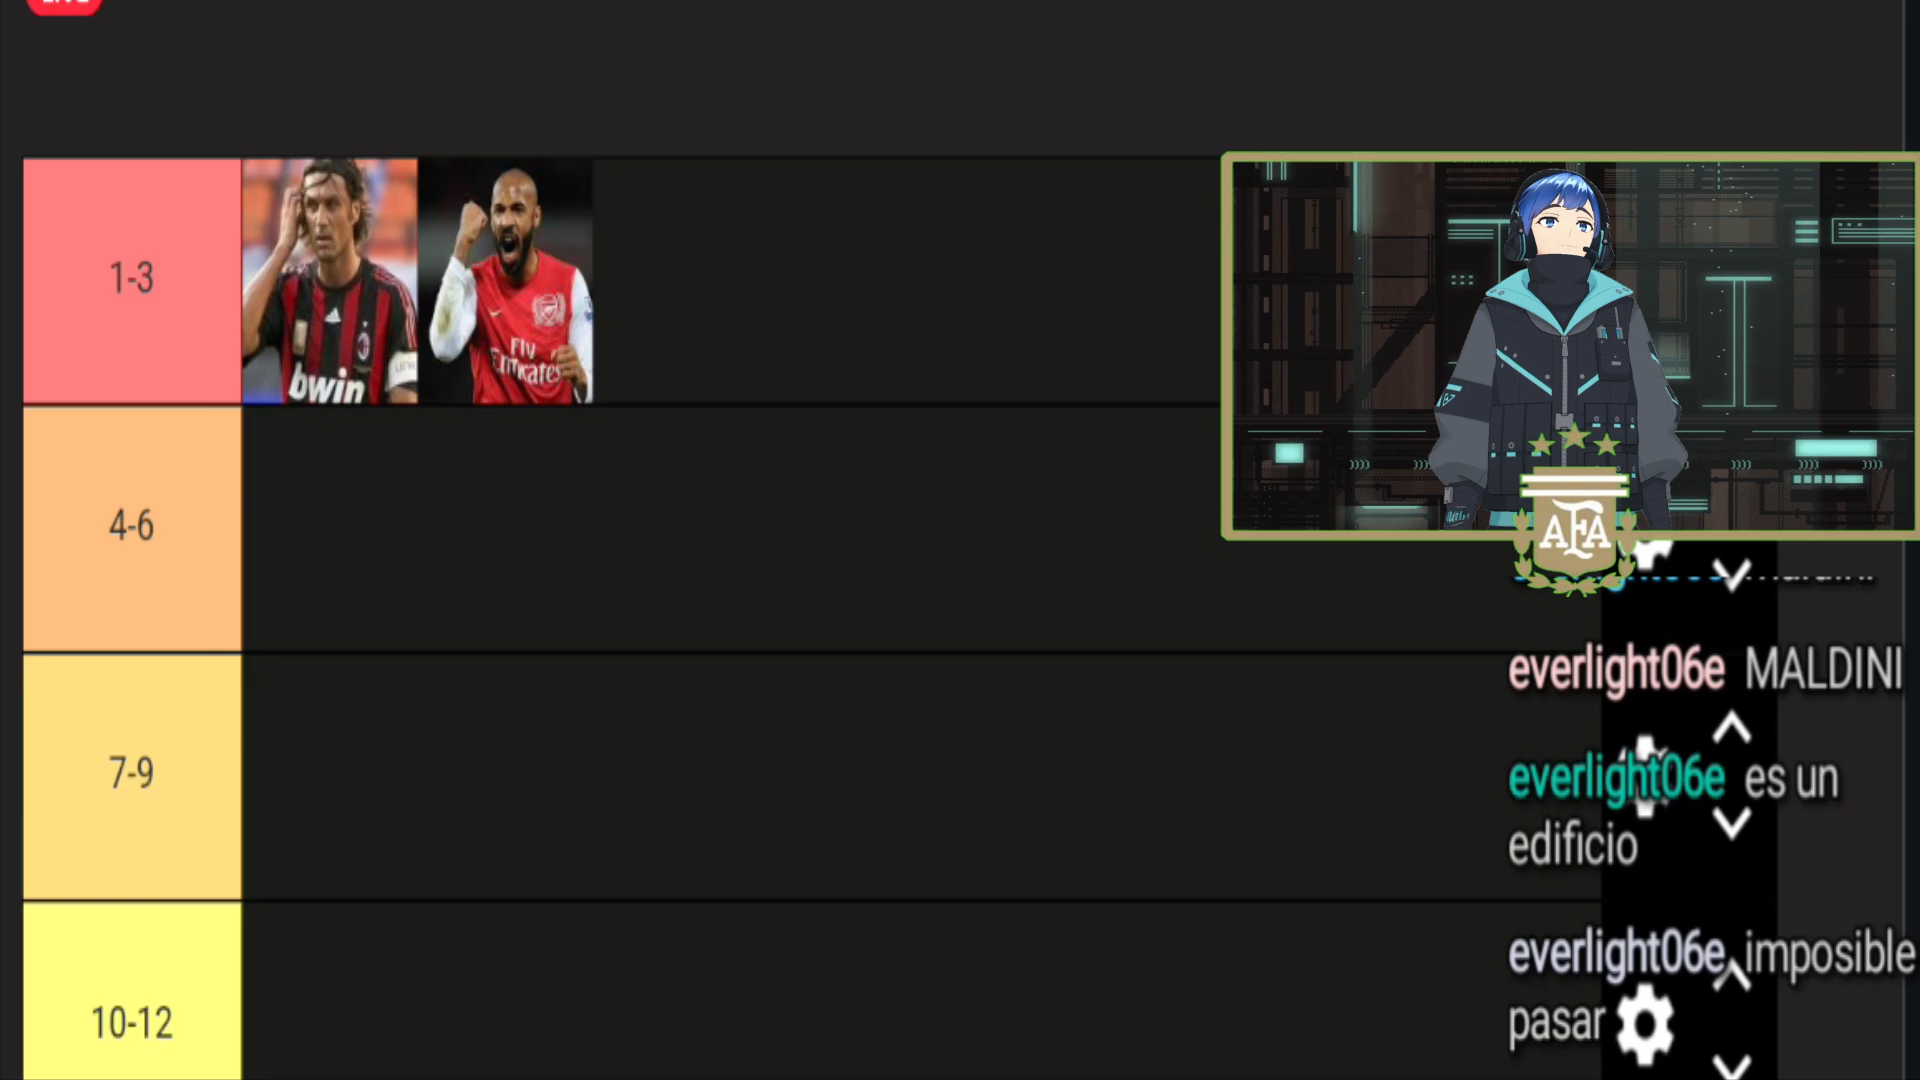 LIVE
1-3
bwin
Fly
Emirates
4-6
AFA
everlight06e MALDINI
7-9
everlight06e es un
edificio
everlight06e imposible
pasar
10-12